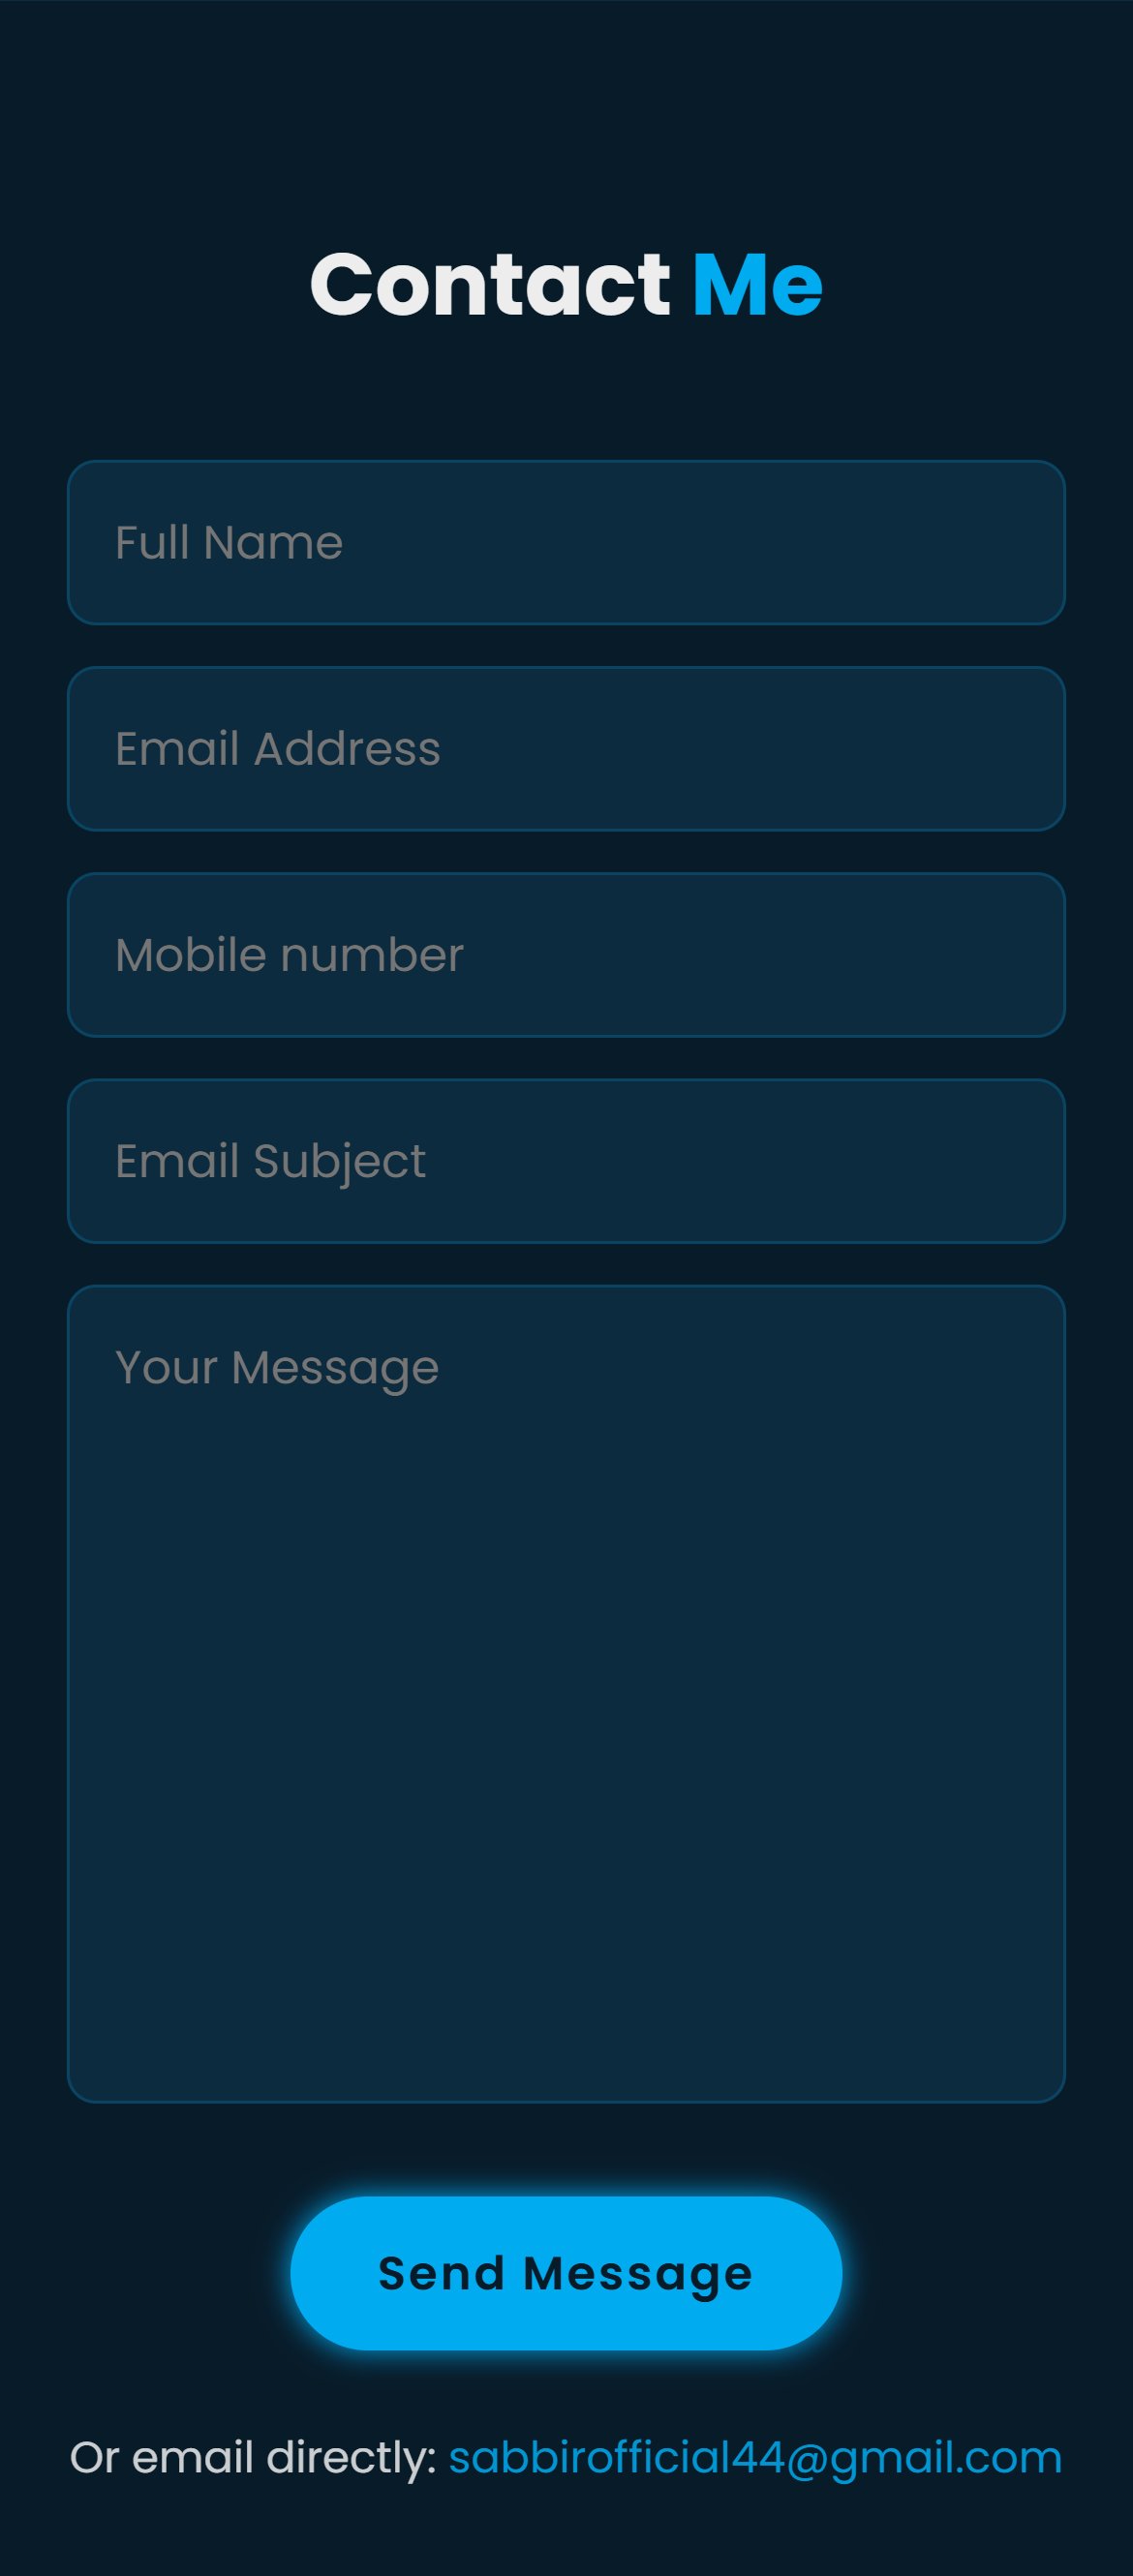 Contact Me
Full Name
Email Address
Mobile number
Email Subject
Your Message
Send Message
Or email directly: sabbirofficial44@gmail.com